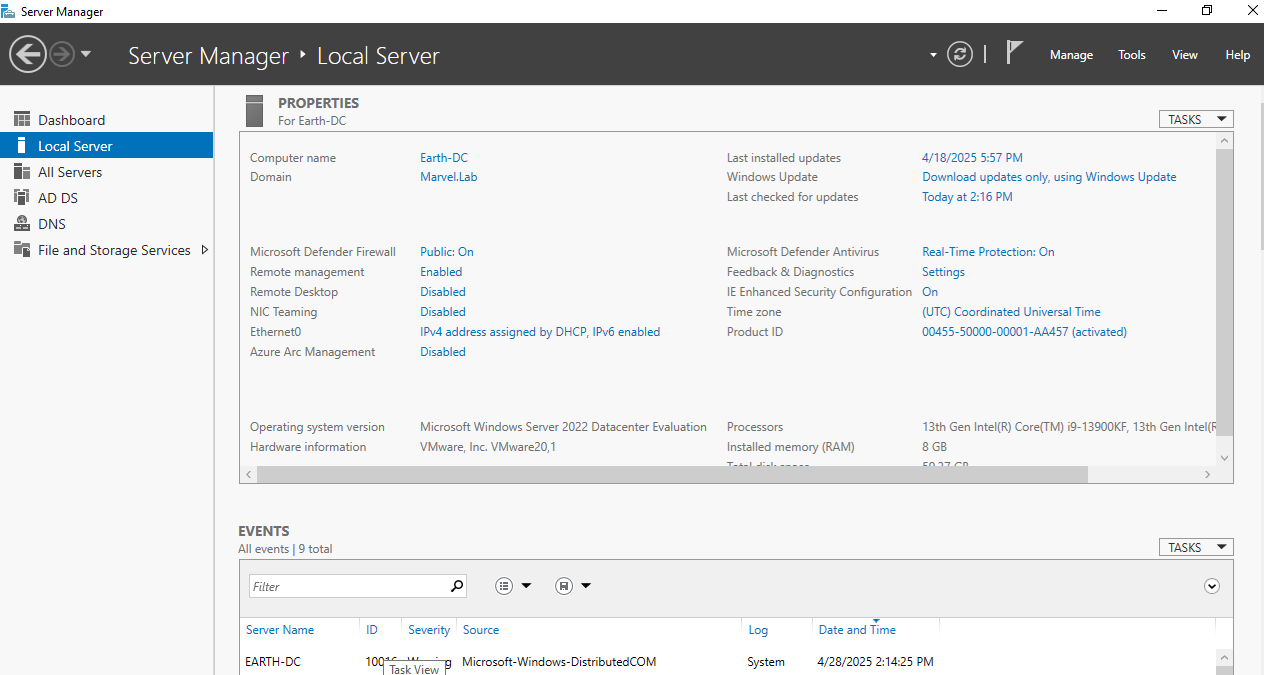 Server Manager
Server Manager ‣ Local Server
Manage Tools View Help
Dashboard
Local Server
All Servers
AD DS
DNS
File and Storage Services
PROPERTIES
For Earth-DC
TASKS
Computer name Earth-DC Last installed updates 4/18/2025 5:57 PM
Domain Marvel.Lab Windows Update Download updates only, using Windows Update
Last checked for updates Today at 2:16 PM
Microsoft Defender Firewall Public: On Microsoft Defender Antivirus Real-Time Protection: On
Remote management Enabled Feedback & Diagnostics Settings
Remote Desktop Disabled IE Enhanced Security Configuration On
NIC Teaming Disabled Time zone (UTC) Coordinated Universal Time
Ethernet0 IPv4 address assigned by DHCP, IPv6 enabled Product ID 00455-50000-00001-AA457 (activated)
Azure Arc Management Disabled
Operating system version Microsoft Windows Server 2022 Datacenter Evaluation Processors 13th Gen Intel(R) Core(TM) i9-13900KF, 13th Gen Intel(R
Hardware information VMware, Inc. VMware20,1 Installed memory (RAM) 8 GB
Total disk space
EVENTS
All events | 9 total
TASKS
Filter
Server Name ID Severity Source Log Date and Time
EARTH-DC 10016 Warning Microsoft-Windows-DistributedCOM System 4/28/2025 2:14:25 PM
Task View